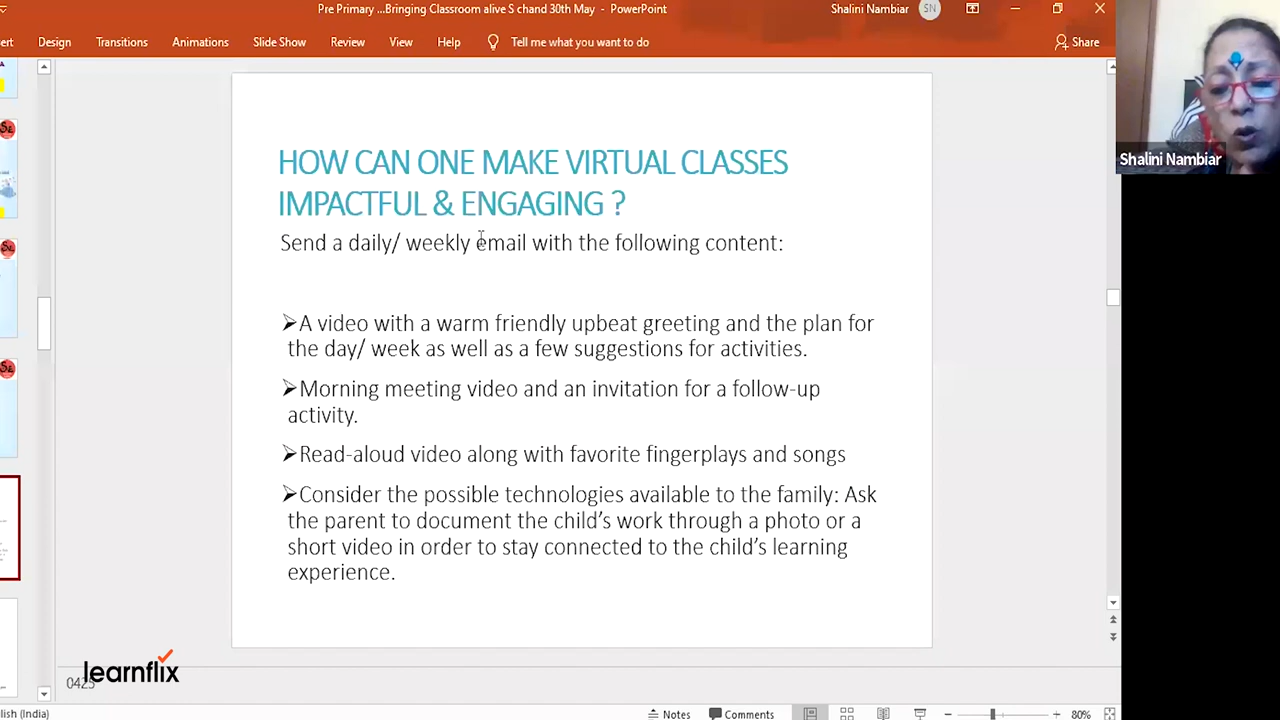 Pre Primary ...Bringing Classroom alive S chand 30th May - PowerPoint
Shalini Nambiar SN
ert Design Transitions Animations Slide Show Review View Help Tell me what you want to do Share
HOW CAN ONE MAKE VIRTUAL CLASSES
IMPACTFUL & ENGAGING ?
Send a daily/ weekly email with the following content:
➢A video with a warm friendly upbeat greeting and the plan for
the day/ week as well as a few suggestions for activities.
➢Morning meeting video and an invitation for a follow-up
activity.
➢Read-aloud video along with favorite fingerplays and songs
➢Consider the possible technologies available to the family: Ask
the parent to document the child's work through a photo or a
short video in order to stay connected to the child's learning
experience.
Shalini Nambiar
learnflix
0425
lish (India) Notes Comments 80%